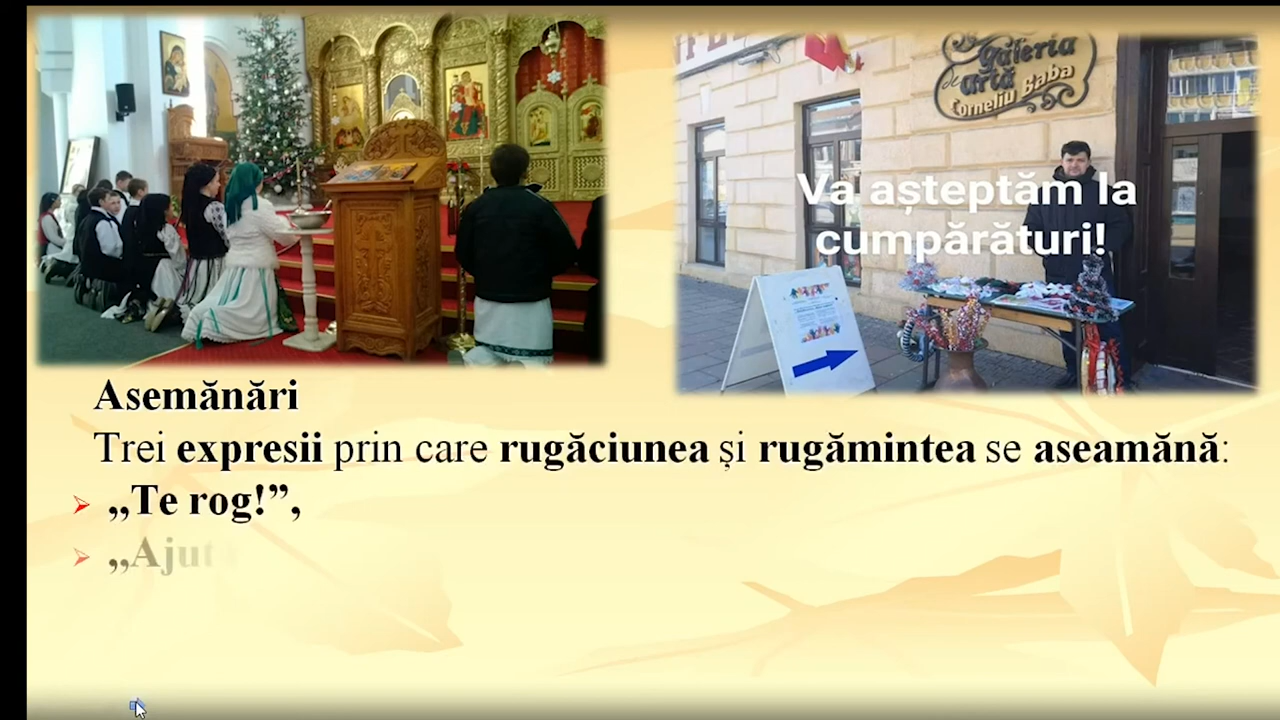 Galeria
de artă
Corneliu Baba
Va așteptăm la
cumpărături!
Asemănări
Trei expresii prin care rugăciunea și rugămintea se aseamănă:
„Te rog!”,
„Ajut